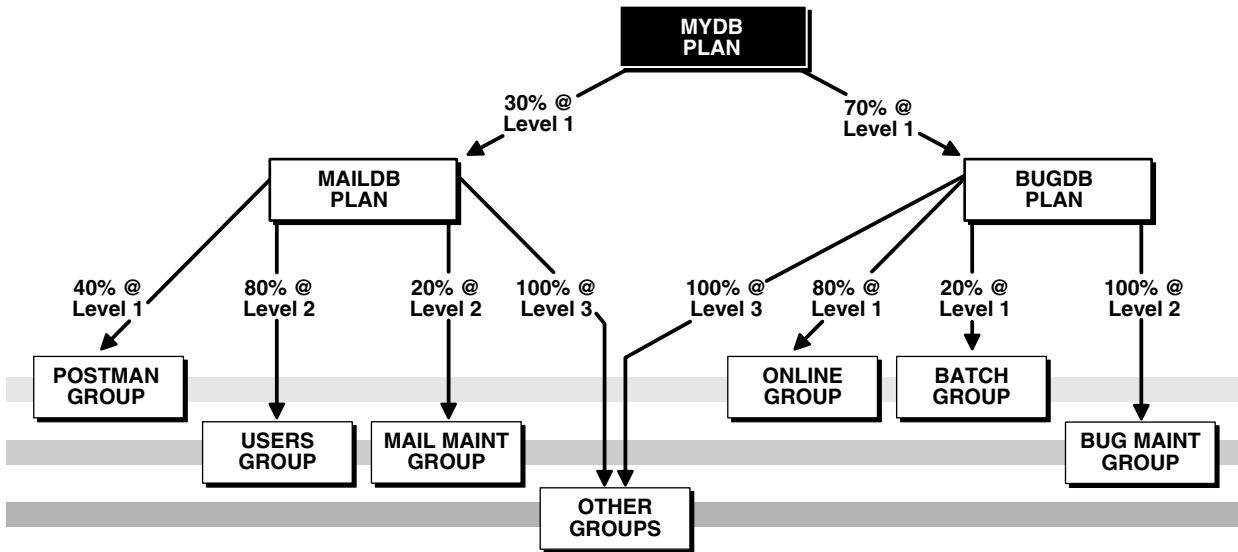 MYDB
PLAN
30% @
Level 1
70% @
Level 1
MAILDB
PLAN
BUGDB
PLAN
40% @
Level 1
80% @
Level 2
20% @
Level 2
100% @
Level 3
100% @
Level 3
80% @
Level 1
20% @
Level 1
100% @
Level 2
POSTMAN
GROUP
ONLINE
GROUP
BATCH
GROUP
USERS
GROUP
MAIL MAINT
GROUP
BUG MAINT
GROUP
OTHER
GROUPS